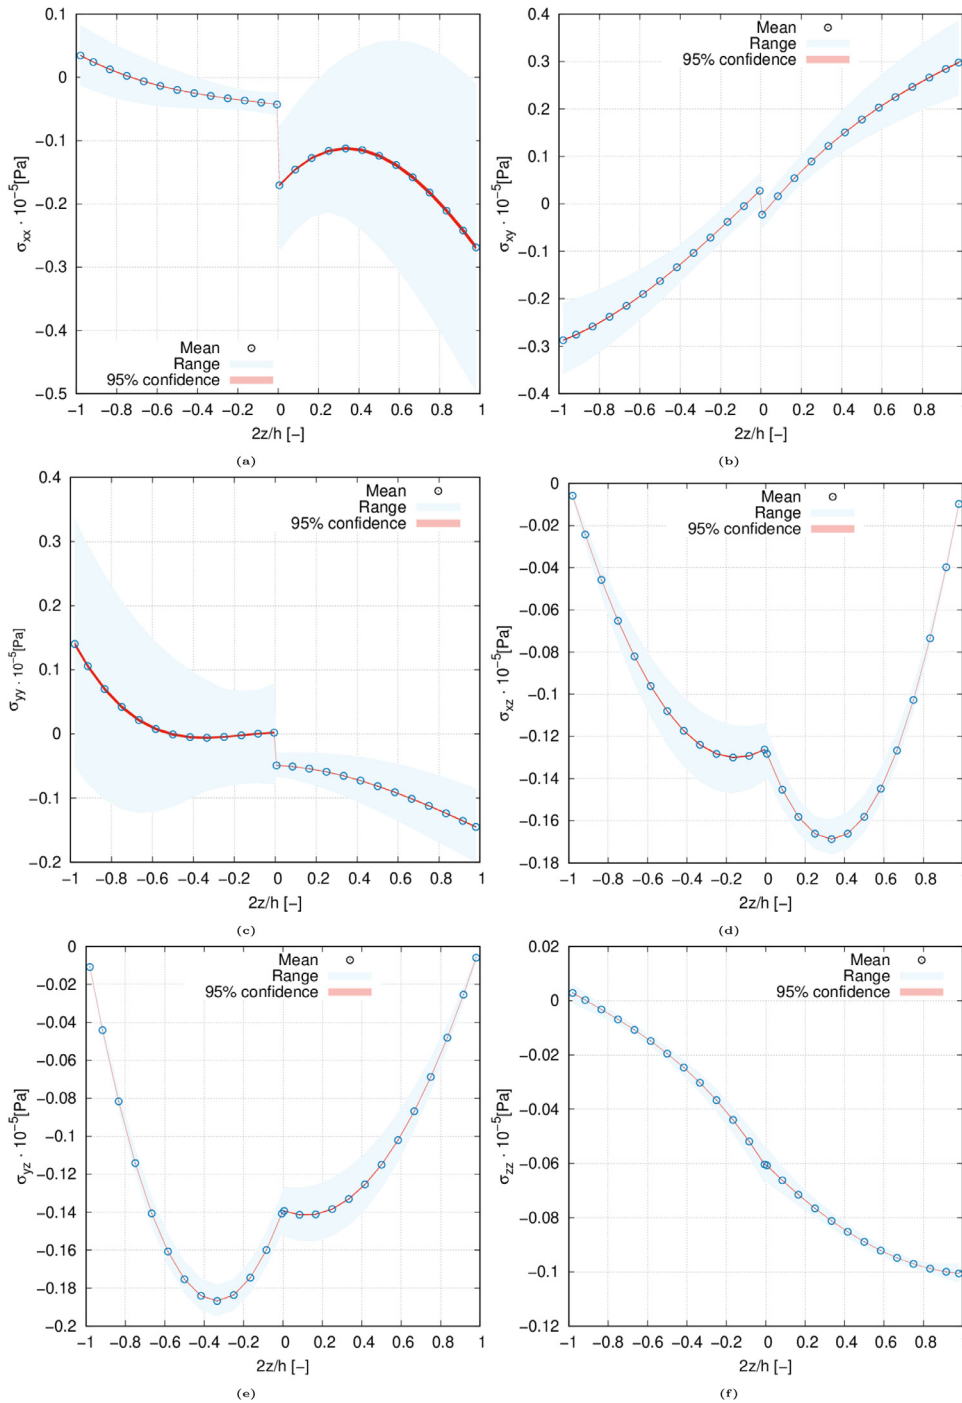 0.1
0
−0.1
−0.2
−0.3
−0.4
−0.5
σxx · 10−5[Pa]
Mean
Range
95% confidence
−1 −0.8 −0.6 −0.4 −0.2 0 0.2 0.4 0.6 0.8 1
2z/h [−]
(a)
0.4
0.3
0.2
0.1
0
−0.1
−0.2
−0.3
−0.4
σxy · 10−5[Pa]
Mean
Range
95% confidence
−1 −0.8 −0.6 −0.4 −0.2 0 0.2 0.4 0.6 0.8 1
2z/h [−]
(b)
0.4
0.3
0.2
0.1
0
−0.1
−0.2
σyy · 10−5[Pa]
Mean
Range
95% confidence
−1 −0.8 −0.6 −0.4 −0.2 0 0.2 0.4 0.6 0.8 1
2z/h [−]
(c)
0
−0.02
−0.04
−0.06
−0.08
−0.1
−0.12
−0.14
−0.16
−0.18
σxz · 10−5[Pa]
Mean
Range
95% confidence
−1 −0.8 −0.6 −0.4 −0.2 0 0.2 0.4 0.6 0.8 1
2z/h [−]
(d)
0
−0.02
−0.04
−0.06
−0.08
−0.1
−0.12
−0.14
−0.16
−0.18
−0.2
σyz · 10−5[Pa]
Mean
Range
95% confidence
−1 −0.8 −0.6 −0.4 −0.2 0 0.2 0.4 0.6 0.8 1
2z/h [−]
(e)
0.02
0
−0.02
−0.04
−0.06
−0.08
−0.1
−0.12
σzz · 10−5[Pa]
Mean
Range
95% confidence
−1 −0.8 −0.6 −0.4 −0.2 0 0.2 0.4 0.6 0.8 1
2z/h [−]
(f)